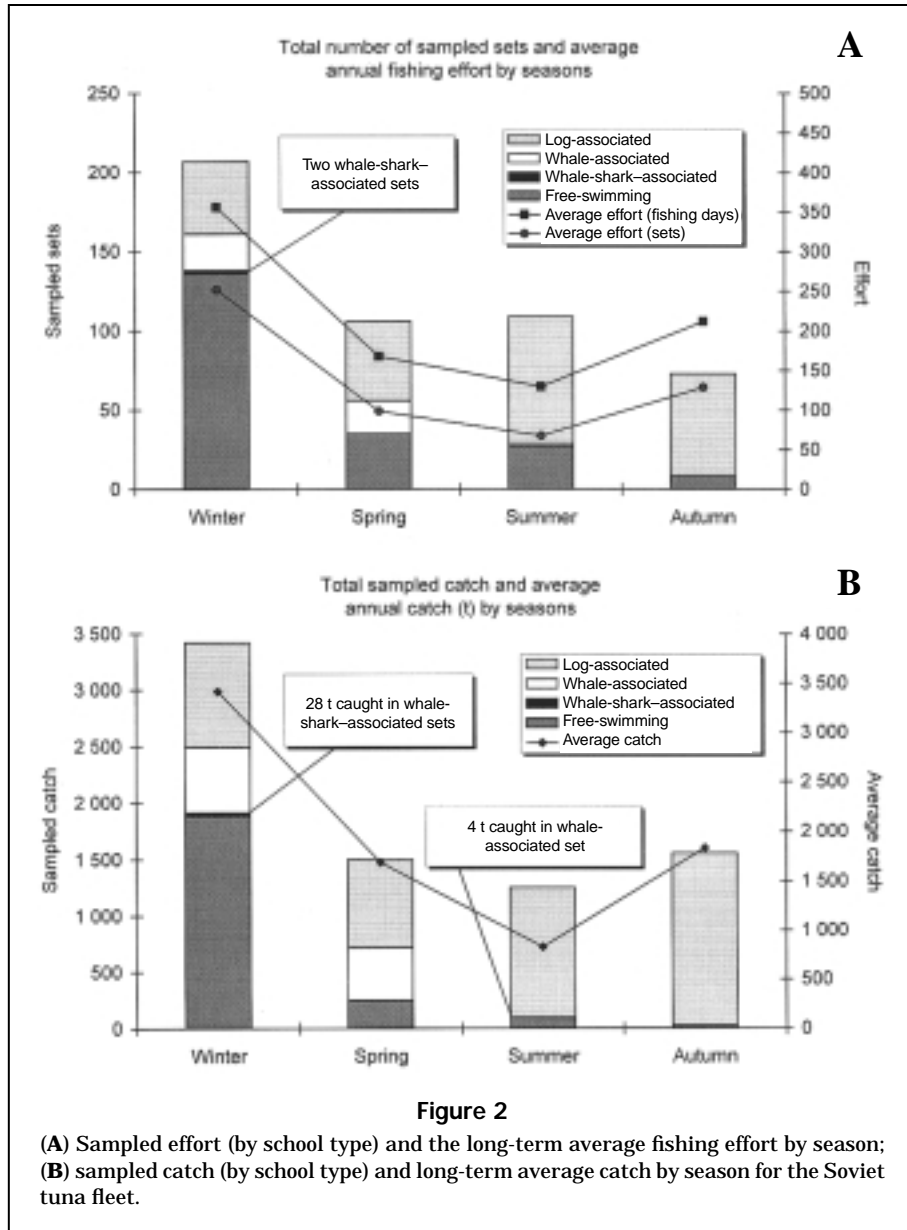 A
Total number of sampled sets and average
annual fishing effort by seasons
250
200
150
100
50
0
Sampled sets
500
450
400
350
300
250
200
150
100
50
0
Effort
Two whale-shark–
associated sets
Log-associated
Whale-associated
Whale-shark–associated
Free-swimming
Average effort (fishing days)
Average effort (sets)
Winter Spring Summer Autumn
B
Total sampled catch and average
annual catch (t) by seasons
3 500
3 000
2 500
2 000
1 500
1 000
500
0
Sampled catch
4 000
3 500
3 000
2 500
2 000
1 500
1 000
500
0
Average catch
28 t caught in whale-
shark–associated sets
4 t caught in whale-
associated set
Log-associated
Whale-associated
Whale-shark–associated
Free-swimming
Average catch
Winter Spring Summer Autumn
Figure 2
(A) Sampled effort (by school type) and the long-term average fishing effort by season;
(B) sampled catch (by school type) and long-term average catch by season for the Soviet
tuna fleet.